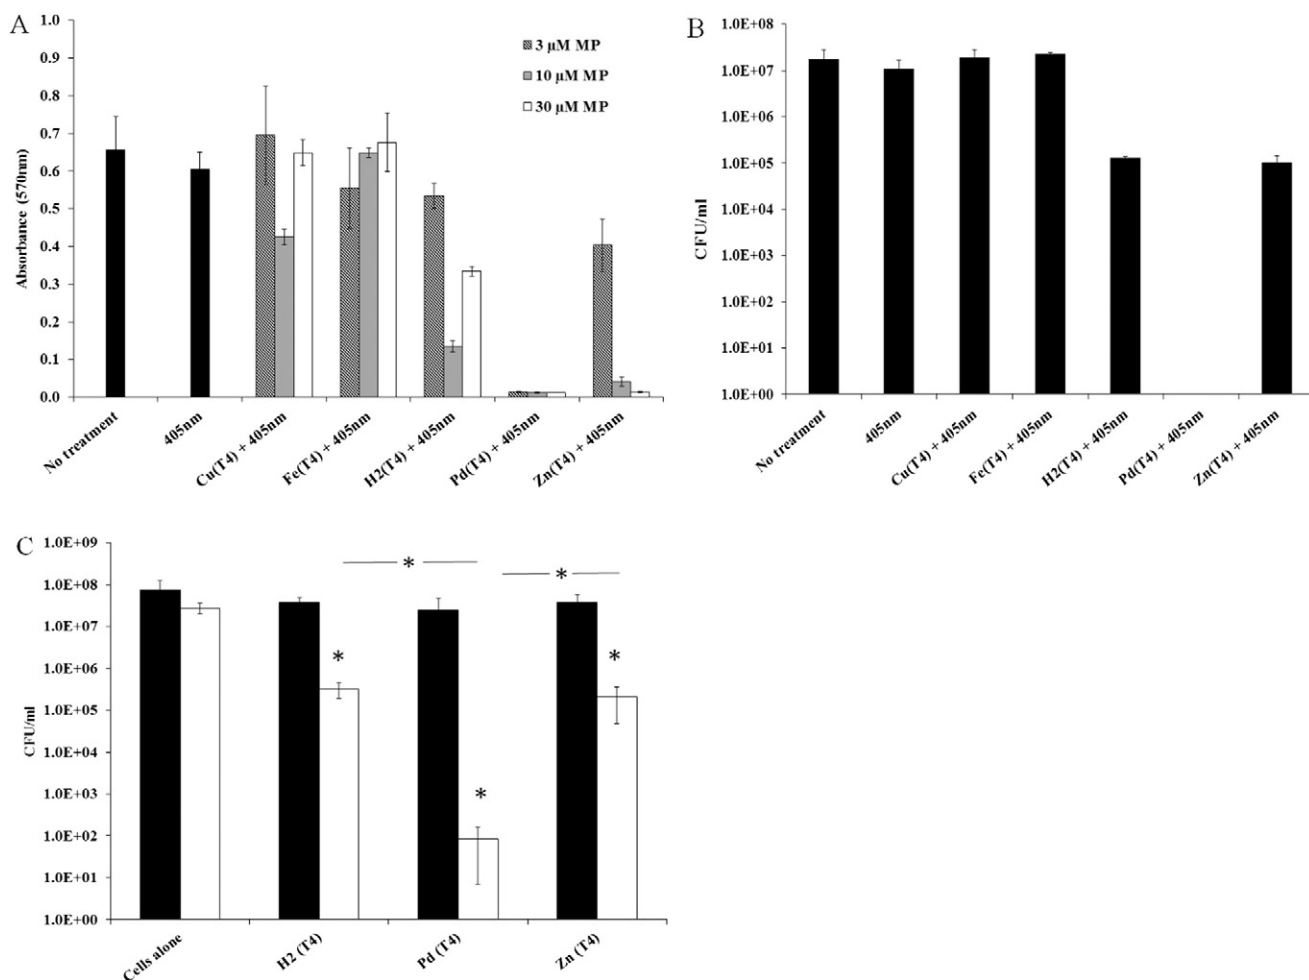 A
1.0
0.9
0.8
0.7
0.6
0.5
0.4
0.3
0.2
0.1
0.0
Absorbance (570nm)
3 µM MP
10 µM MP
30 µM MP
No treatment
405nm
Cu(T4) + 405nm
Fe(T4) + 405nm
H2(T4) + 405nm
Pd(T4) + 405nm
Zn(T4) + 405nm
B
1.0E+08
1.0E+07
1.0E+06
1.0E+05
1.0E+04
1.0E+03
1.0E+02
1.0E+01
1.0E+00
CFU/ml
No treatment
405nm
Cu(T4) + 405nm
Fe(T4) + 405nm
H2(T4) + 405nm
Pd(T4) + 405nm
Zn(T4) + 405nm
C
1.0E+09
1.0E+08
1.0E+07
1.0E+06
1.0E+05
1.0E+04
1.0E+03
1.0E+02
1.0E+01
1.0E+00
CFU/ml
*
*
*
*
*
Cells alone
H2 (T4)
Pd (T4)
Zn (T4)